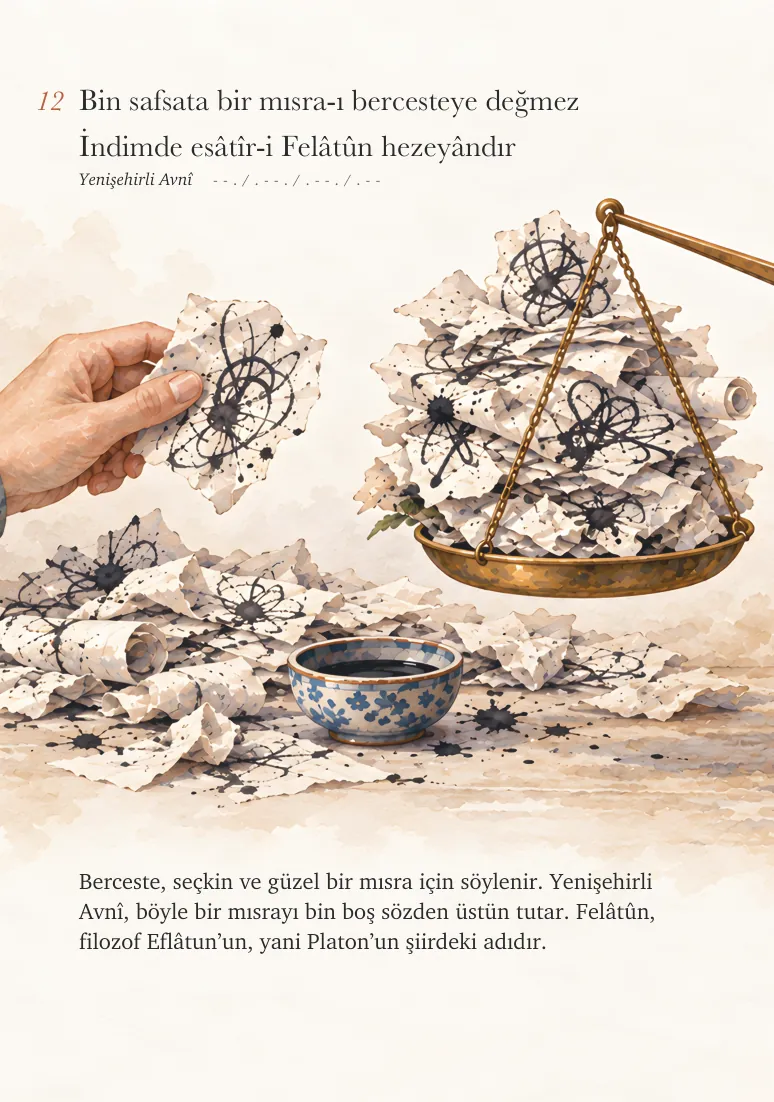 12 Bin safsata bir mısra-ı bercesteye değmez
İndimde esâtîr-i Felâtûn hezeyândır
Yenişehirli Avnî - - . / . - - . / . - - . / . - -
Berceste, seçkin ve güzel bir mısra için söylenir. Yenişehirli
Avnî, böyle bir mısrayı bin boş sözden üstün tutar. Felâtûn,
filozof Eflâtun’un, yani Platon’un şiirdeki adıdır.